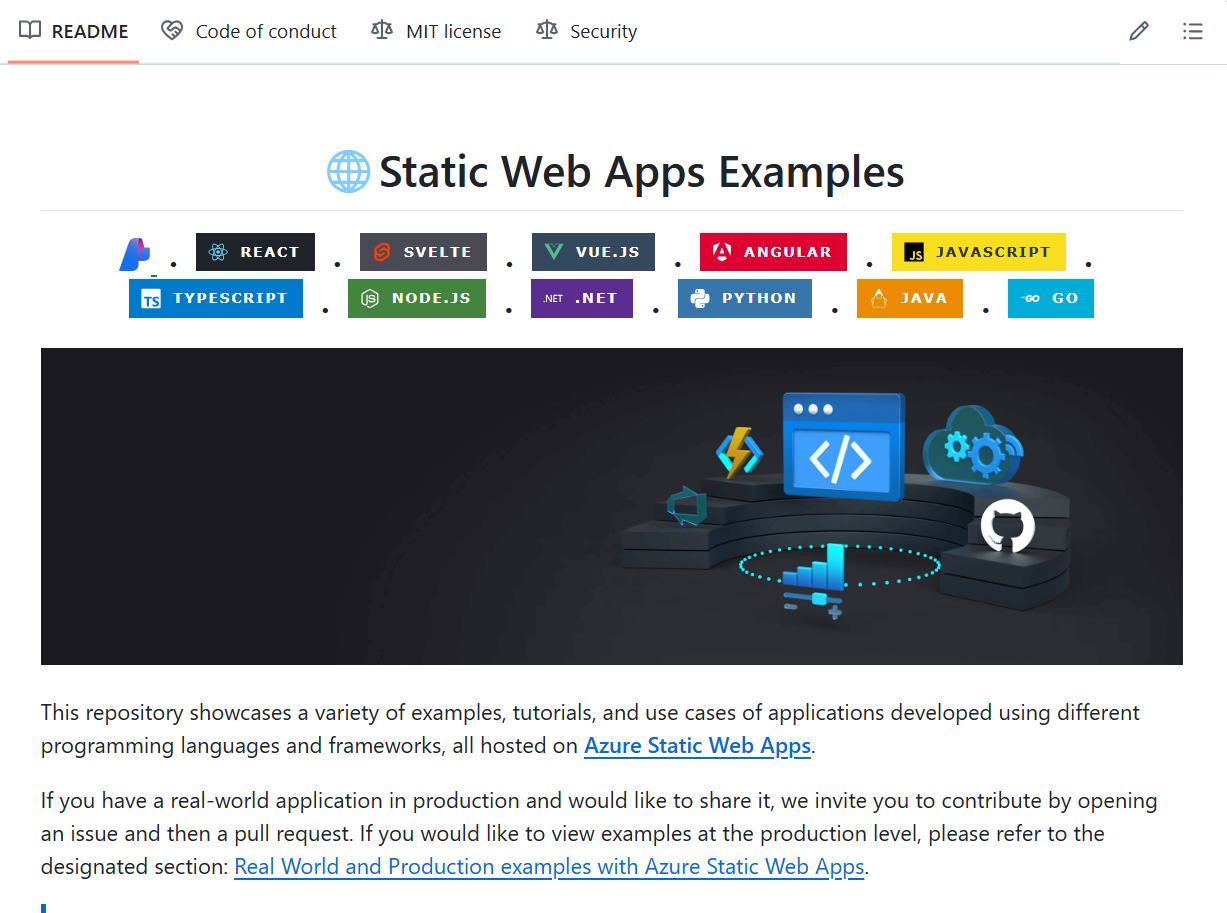 README Code of conduct MIT license Security
Static Web Apps Examples
REACT • SVELTE • VUE.JS • ANGULAR • JS JAVASCRIPT •
TS TYPESCRIPT • JS NODE.JS • .NET .NET • PYTHON • JAVA • GO GO
</>
This repository showcases a variety of examples, tutorials, and use cases of applications developed using different
programming languages and frameworks, all hosted on Azure Static Web Apps.
If you have a real-world application in production and would like to share it, we invite you to contribute by opening
an issue and then a pull request. If you would like to view examples at the production level, please refer to the
designated section: Real World and Production examples with Azure Static Web Apps.